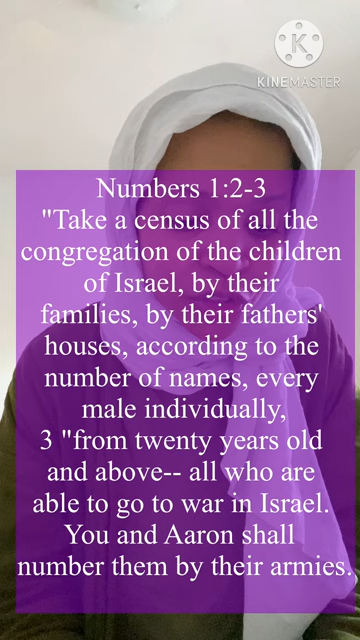 K
KINEMASTER
Numbers 1:2-3
"Take a census of all the
congregation of the children
of Israel, by their
families, by their fathers'
houses, according to the
number of names, every
male individually,
3 "from twenty years old
and above-- all who are
able to go to war in Israel.
You and Aaron shall
number them by their armies.